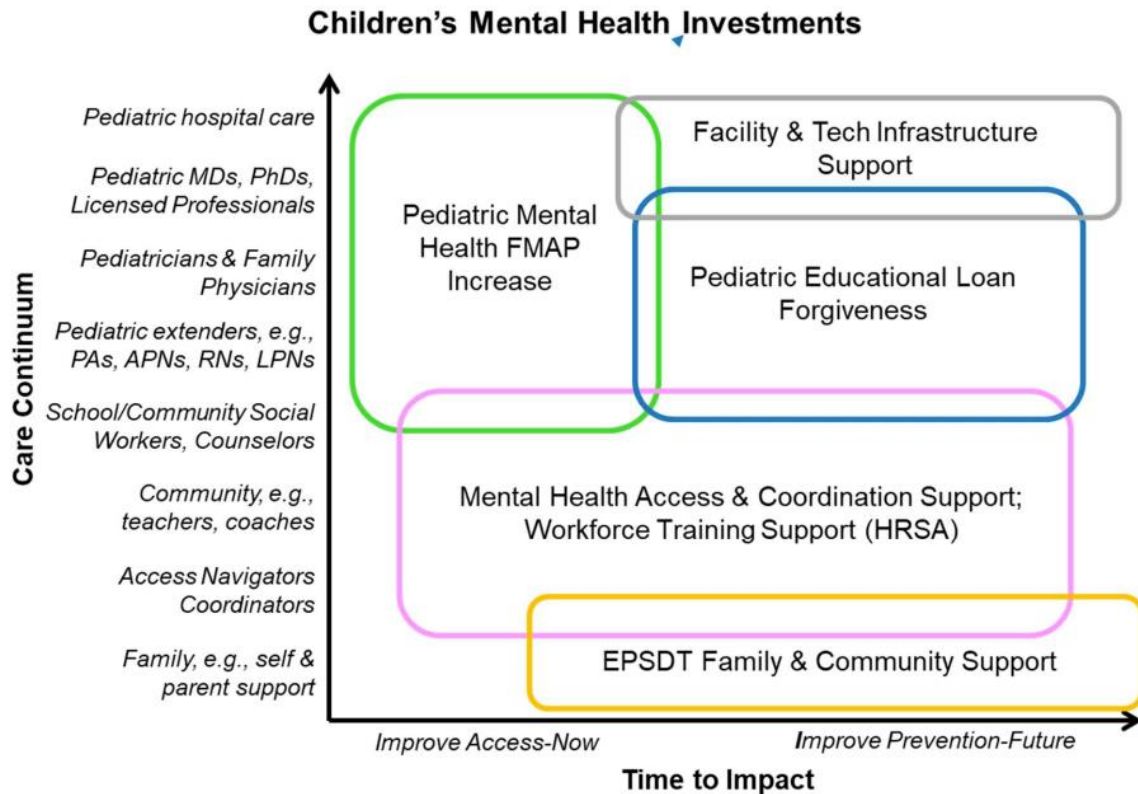 Children's Mental Health Investments
Care Continuum
Pediatric hospital care
Pediatric MDs, PhDs,
Licensed Professionals
Pediatricians & Family
Physicians
Pediatric extenders, e.g.,
PAs, APNs, RNs, LPNs
School/Community Social
Workers, Counselors
Community, e.g.,
teachers, coaches
Access Navigators
Coordinators
Family, e.g., self &
parent support
Facility & Tech Infrastructure
Support
Pediatric Mental
Health FMAP
Increase
Pediatric Educational Loan
Forgiveness
Mental Health Access & Coordination Support;
Workforce Training Support (HRSA)
EPSDT Family & Community Support
Improve Access-Now
Improve Prevention-Future
Time to Impact